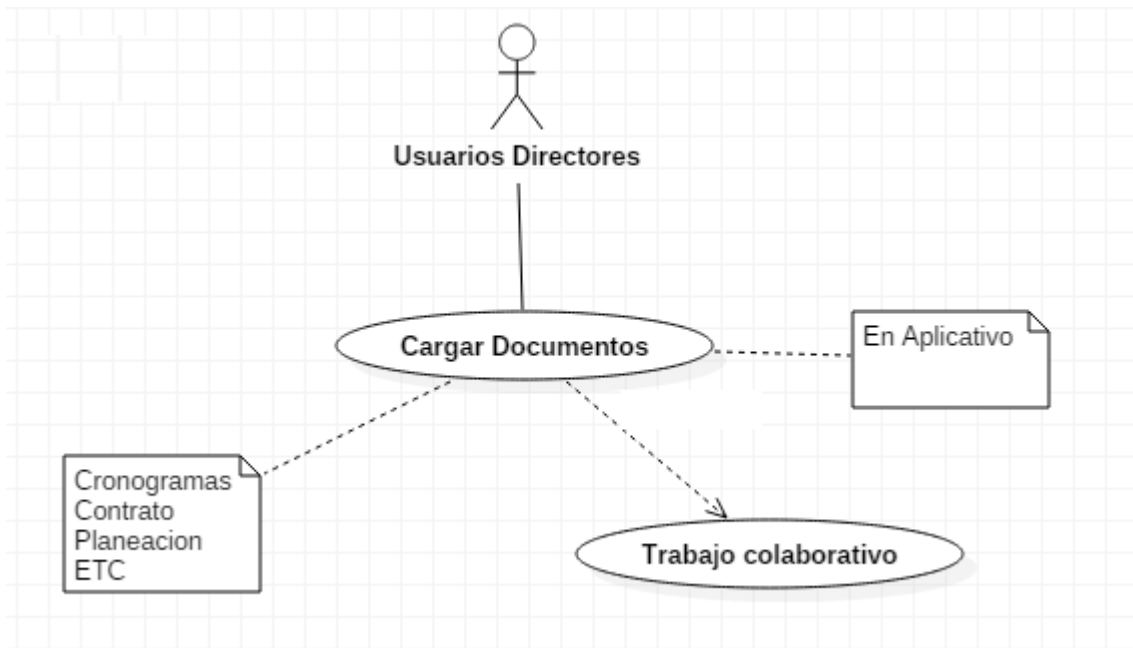 Usuarios Directores
Cargar Documentos
En Aplicativo
Cronogramas
Contrato
Planeacion
ETC
Trabajo colaborativo